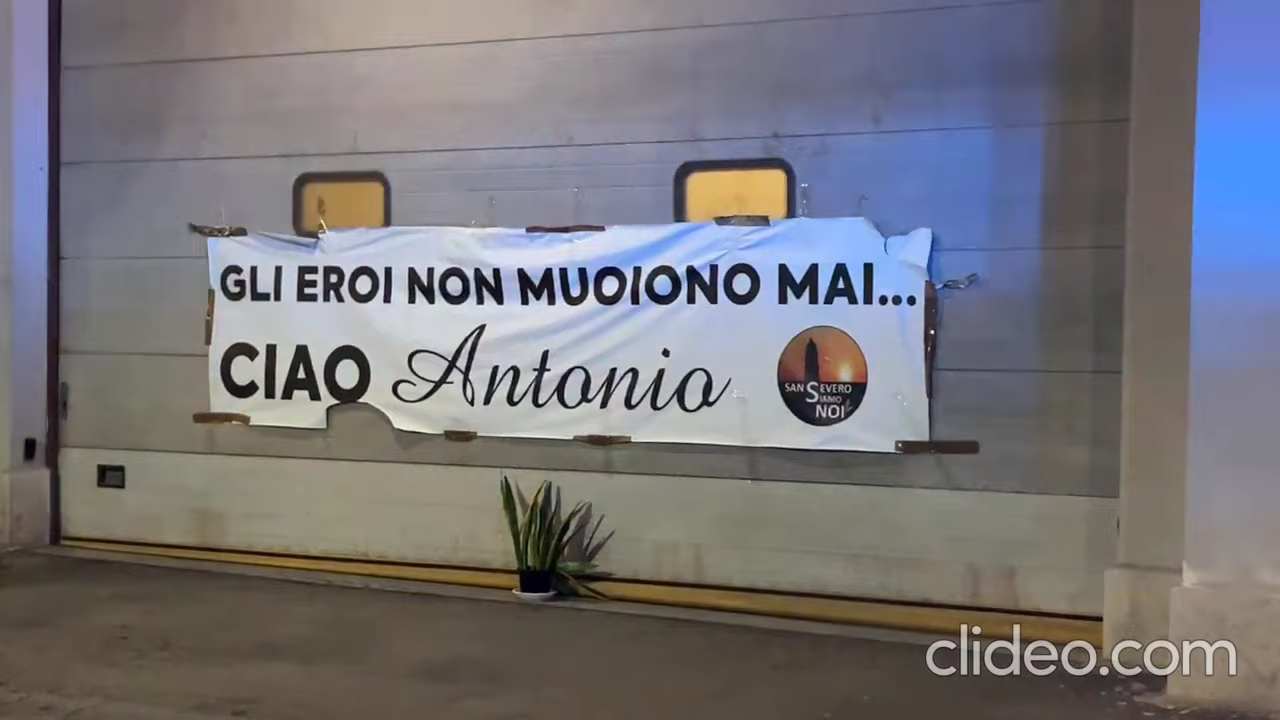 GLI EROI NON MUOIONO MAI...
CIAO Antonio
SAN SEVERO
SIAMO
NOI
clideo.com